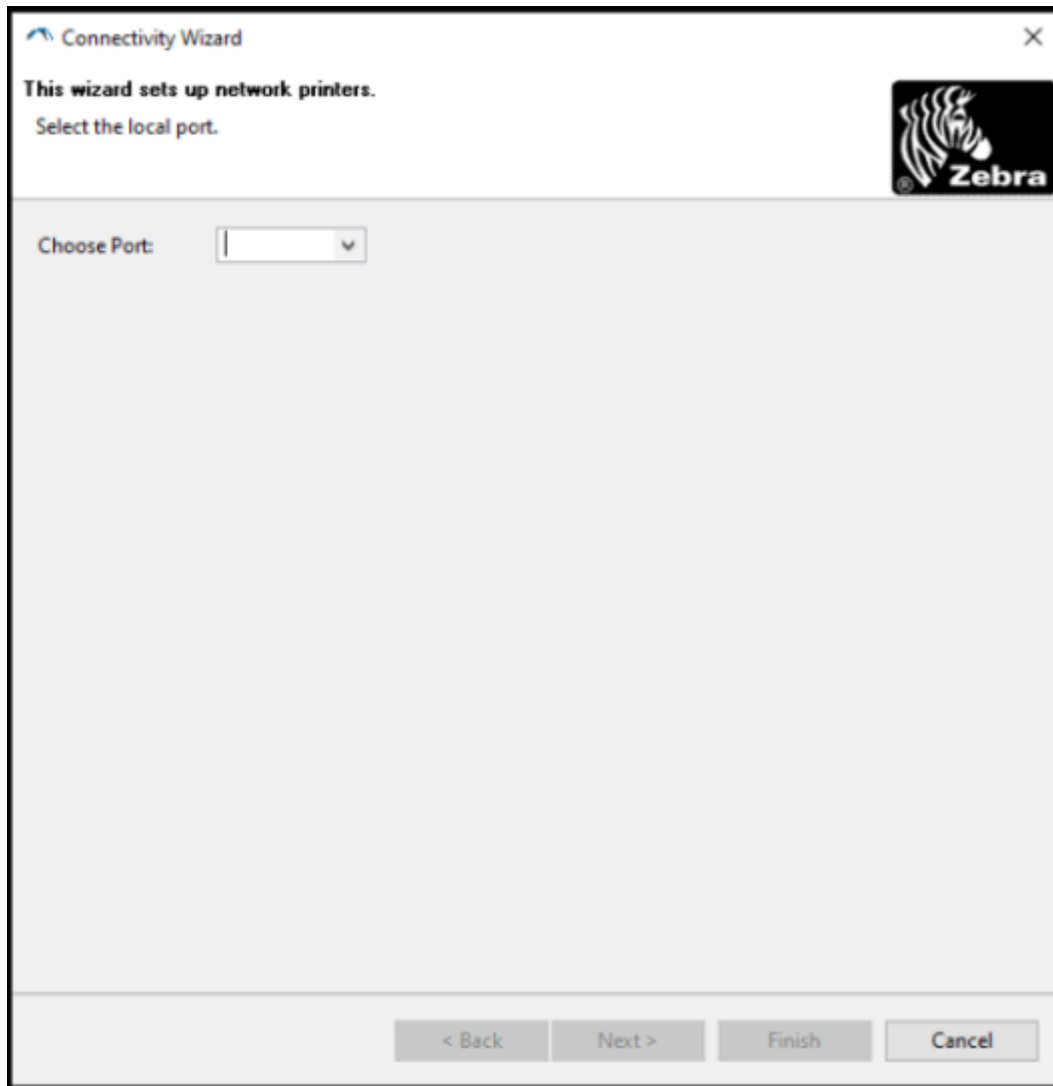 Connectivity Wizard
This wizard sets up network printers.
Select the local port.
® Zebra
Choose Port:
< Back Next > Finish Cancel